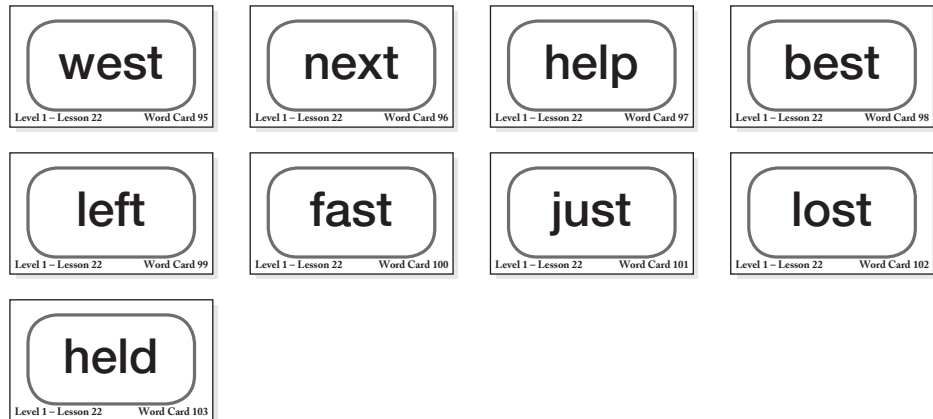 west
Level 1 – Lesson 22 Word Card 95
next
Level 1 – Lesson 22 Word Card 96
help
Level 1 – Lesson 22 Word Card 97
best
Level 1 – Lesson 22 Word Card 98
left
Level 1 – Lesson 22 Word Card 99
fast
Level 1 – Lesson 22 Word Card 100
just
Level 1 – Lesson 22 Word Card 101
lost
Level 1 – Lesson 22 Word Card 102
held
Level 1 – Lesson 22 Word Card 103